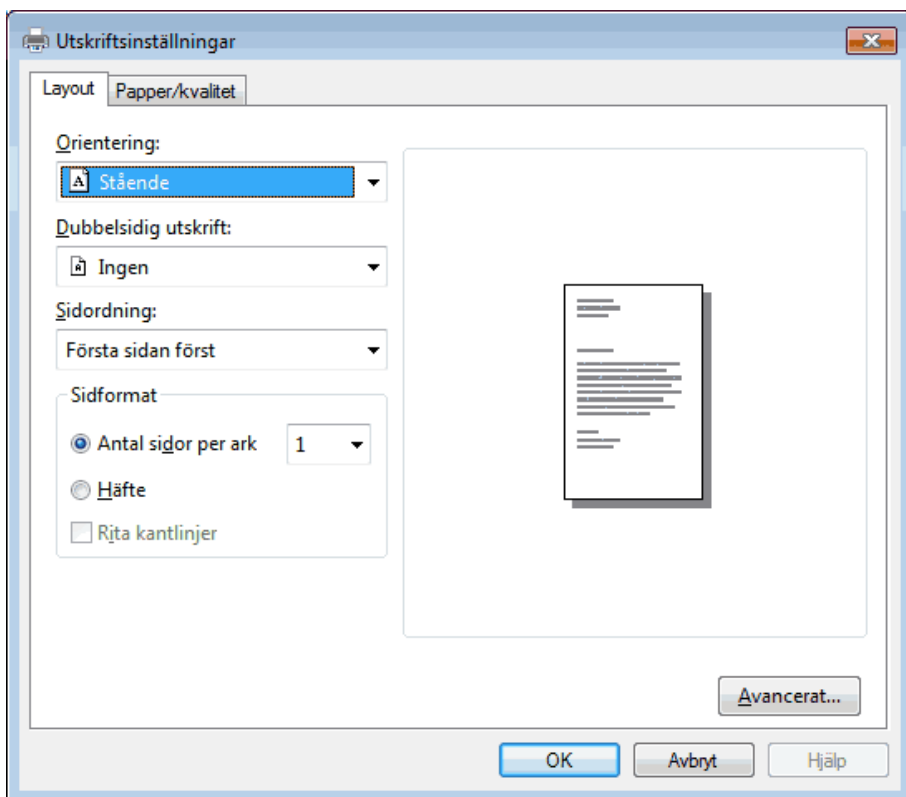 Utskriftsinställningar
Layout
Papper/kvalitet
Orientering:
A Stående
Dubbelsidig utskrift:
A Ingen
Sidordning:
Första sidan först
Sidformat
Antal sidor per ark 1
Häfte
Rita kantlinjer
Avancerat...
OK
Avbryt
Hjälp